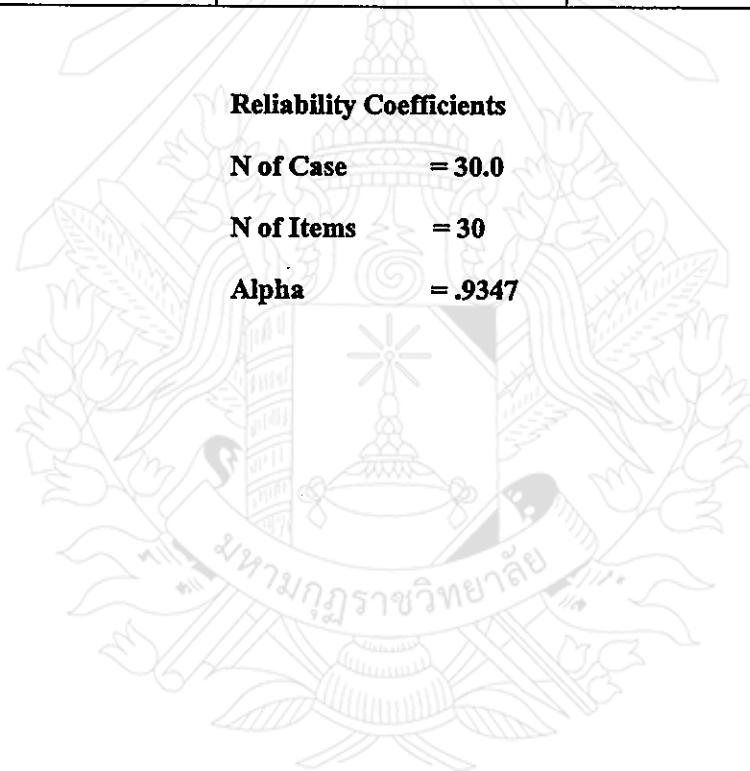 Reliability Coefficients
N of Case = 30.0
N of Items = 30
Alpha = .9347
มหามกุฏราชวิทยาลัย